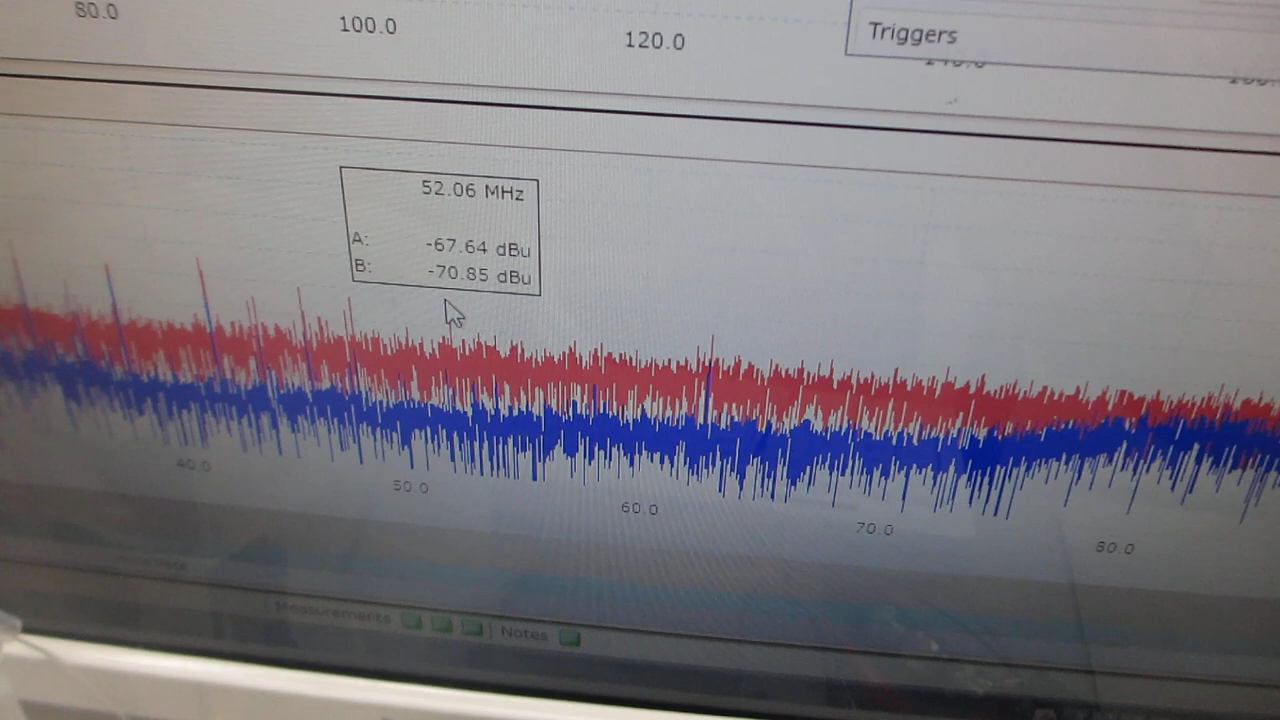 80.0
100.0
120.0
Triggers
52.06 MHz
A: -67.64 dBu
B: -70.85 dBu
40.0
50.0
60.0
70.0
80.0
Measurements
Notes